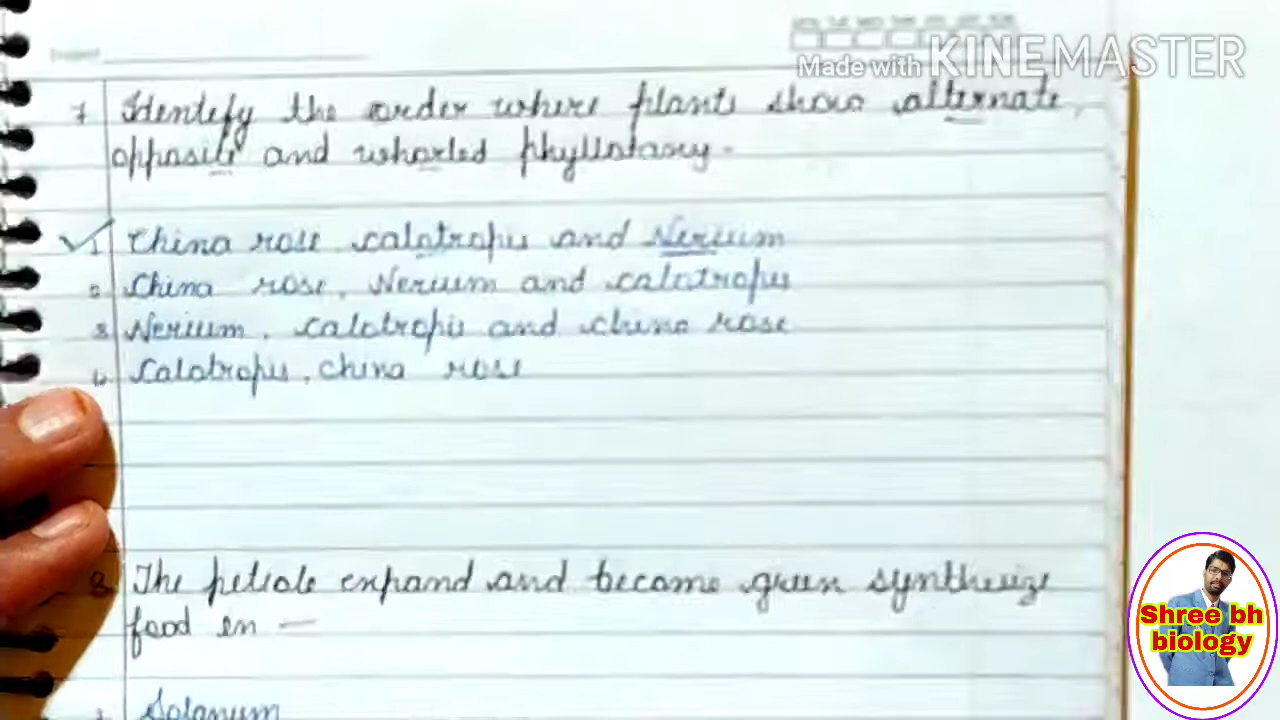 Made with KINEMASTER
7 Identify the order where plants show alternate,
opposite and whorled phyllotaxy.
1 China rose calotropis and Nerium
China rose, Nerium and calotropis
3 Nerium, calotropis and china rose
Calotropis, china rose
8. The petiole expand and become green synthesize
food in —
1. Solanum
Shree bh
biology